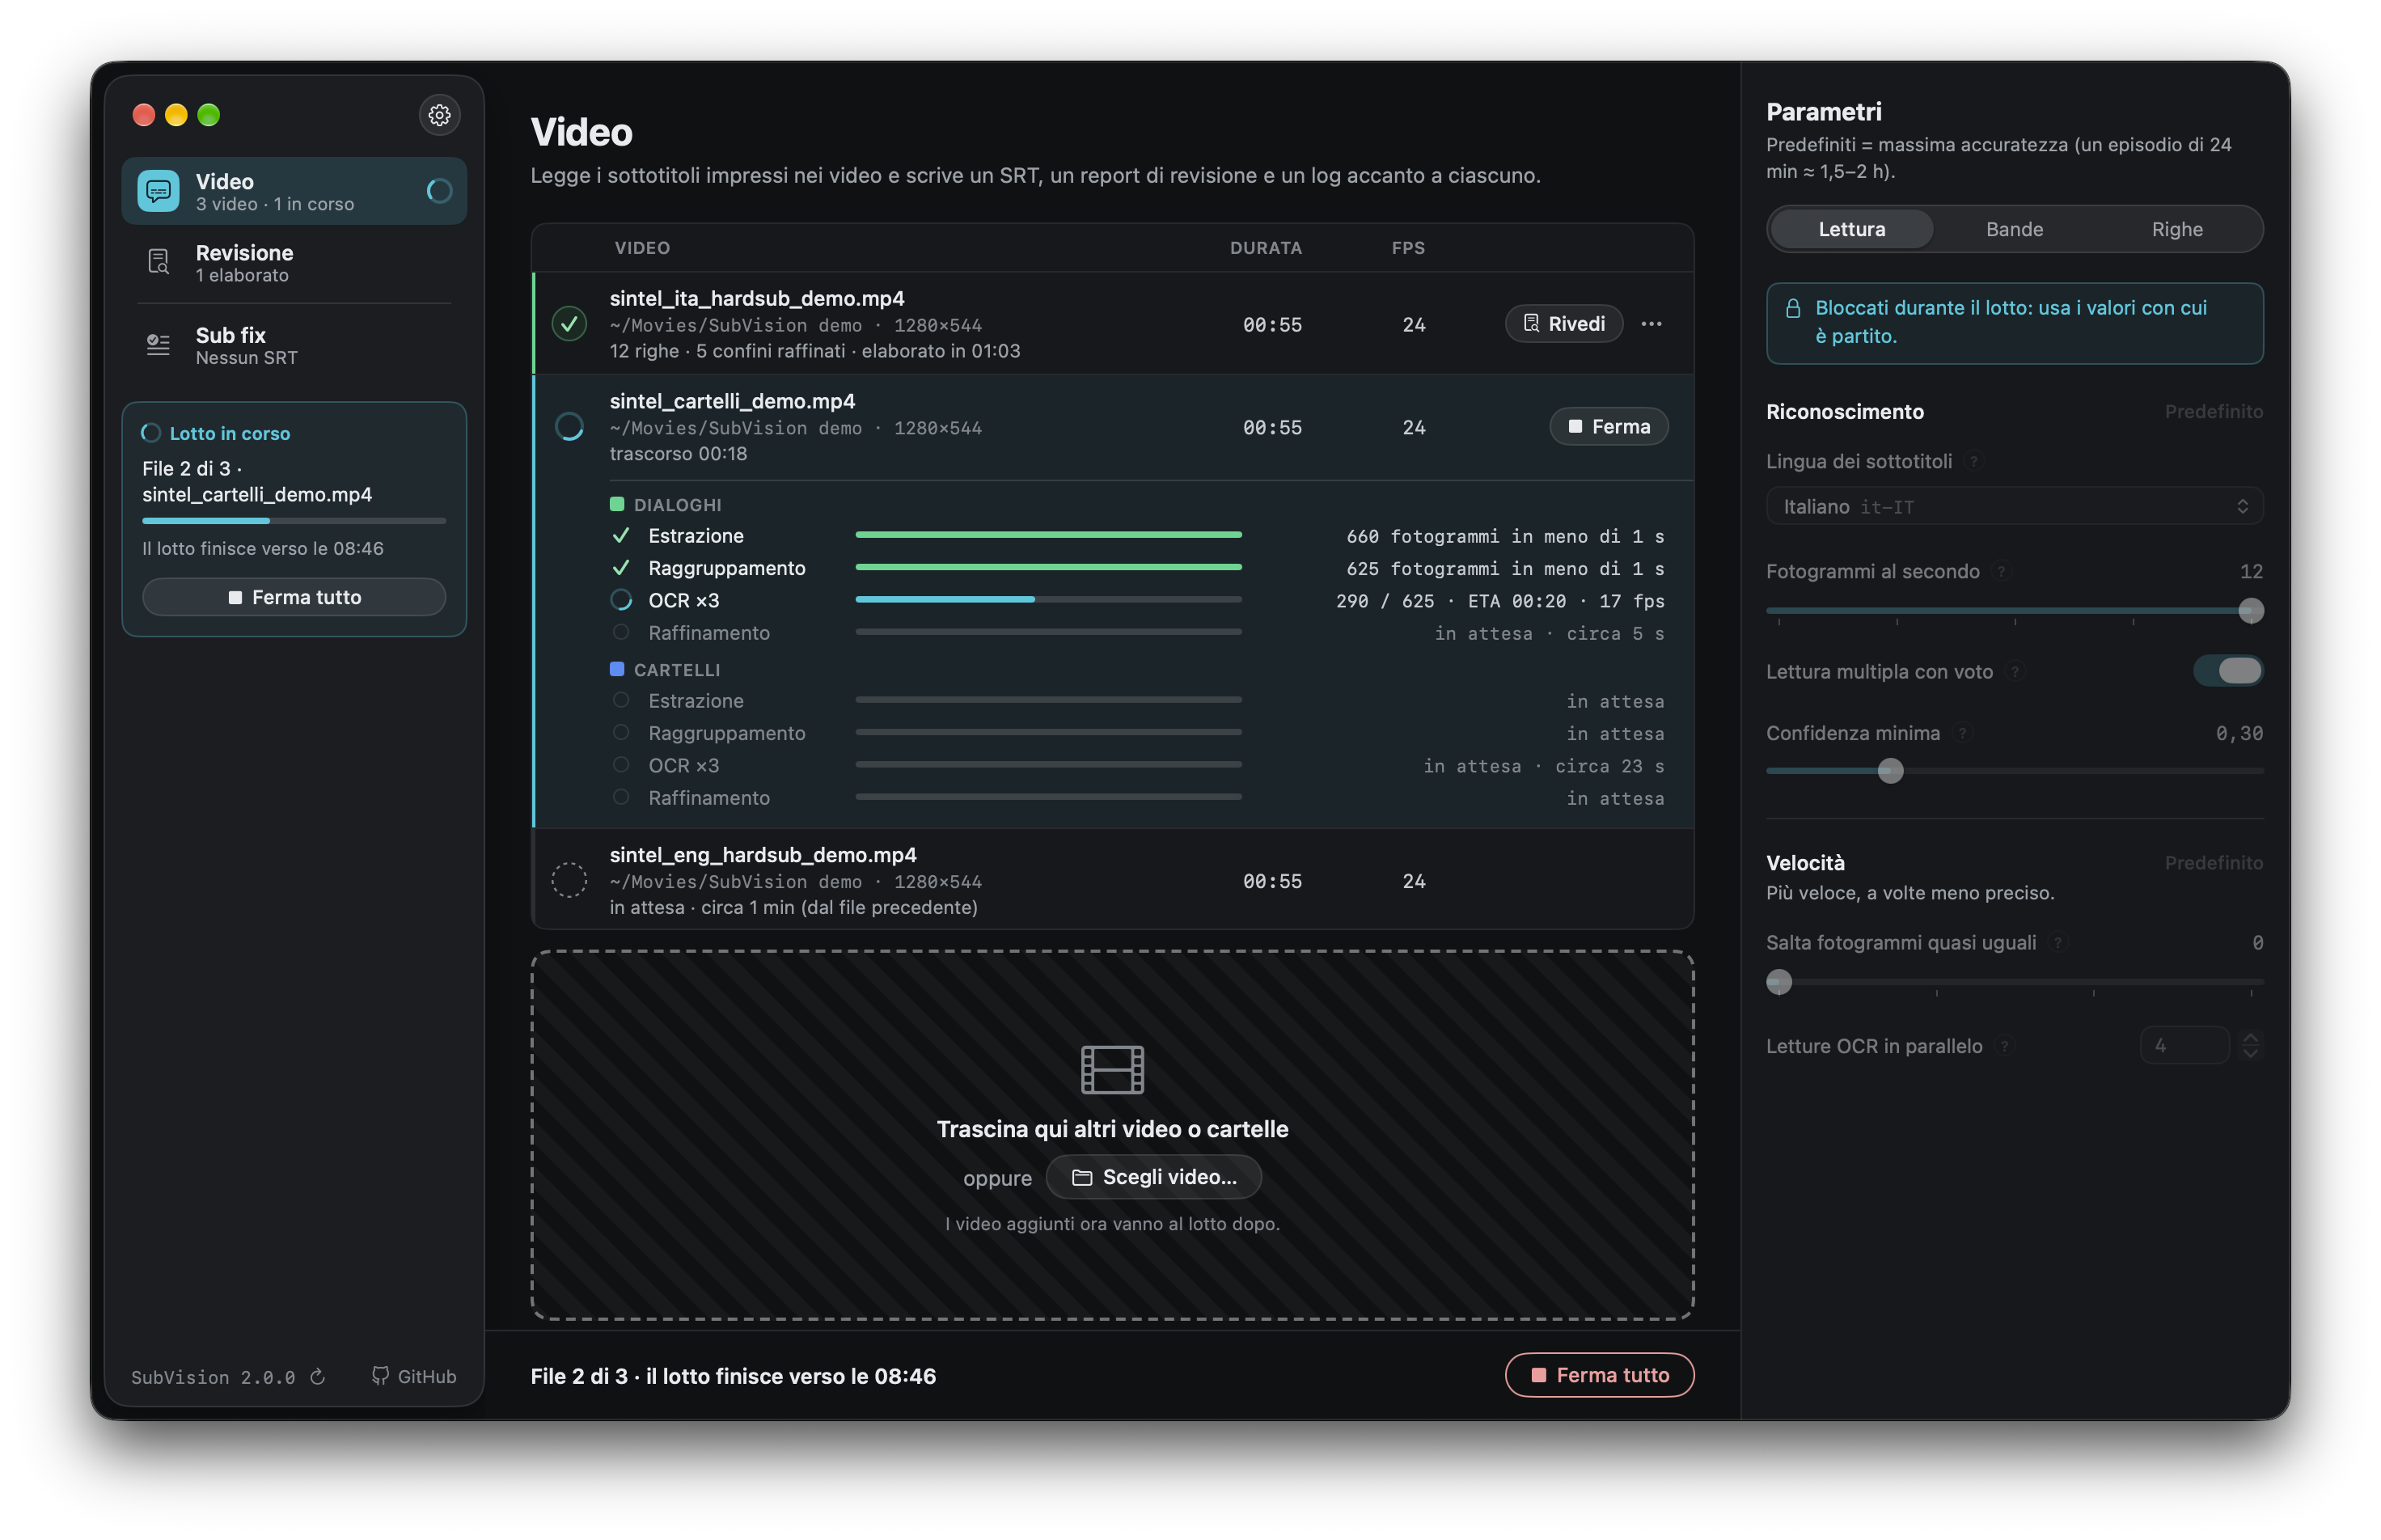 Video
3 video · 1 in corso
Revisione
1 elaborato
Sub fix
Nessun SRT
Lotto in corso
File 2 di 3 ·
sintel_cartelli_demo.mp4
Il lotto finisce verso le 08:46
Ferma tutto
SubVision 2.0.0
GitHub
Video
Legge i sottotitoli impressi nei video e scrive un SRT, un report di revisione e un log accanto a ciascuno.
VIDEO DURATA FPS
sintel_ita_hardsub_demo.mp4
~/Movies/SubVision demo · 1280×544 00:55 24 Rivedi
12 righe · 5 confini raffinati · elaborato in 01:03
sintel_cartelli_demo.mp4
~/Movies/SubVision demo · 1280×544 00:55 24 Ferma
trascorso 00:18
DIALOGHI
Estrazione 660 fotogrammi in meno di 1 s
Raggruppamento 625 fotogrammi in meno di 1 s
OCR ×3 290 / 625 · ETA 00:20 · 17 fps
Raffinamento in attesa · circa 5 s
CARTELLI
Estrazione in attesa
Raggruppamento in attesa
OCR ×3 in attesa · circa 23 s
Raffinamento in attesa
sintel_eng_hardsub_demo.mp4
~/Movies/SubVision demo · 1280×544 00:55 24
in attesa · circa 1 min (dal file precedente)
Trascina qui altri video o cartelle
oppure Scegli video...
I video aggiunti ora vanno al lotto dopo.
File 2 di 3 · il lotto finisce verso le 08:46
Ferma tutto
Parametri
Predefiniti = massima accuratezza (un episodio di 24
min ≈ 1,5–2 h).
Lettura Bande Righe
Bloccati durante il lotto: usa i valori con cui
è partito.
Riconoscimento Predefinito
Lingua dei sottotitoli ?
Italiano it-IT
Fotogrammi al secondo ? 12
Lettura multipla con voto ?
Confidenza minima ? 0,30
Velocità Predefinito
Più veloce, a volte meno preciso.
Salta fotogrammi quasi uguali ? 0
Letture OCR in parallelo ? 4